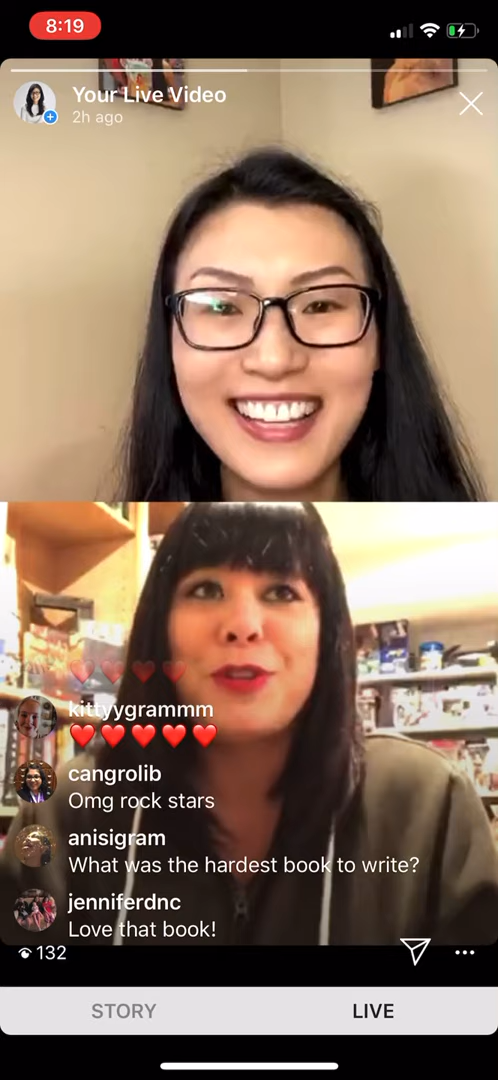 8:19
Your Live Video
2h ago
kittyygrammm
❤️❤️❤️❤️❤️
cangrolib
Omg rock stars
anisigram
What was the hardest book to write?
jenniferdnc
Love that book!
132
STORY
LIVE